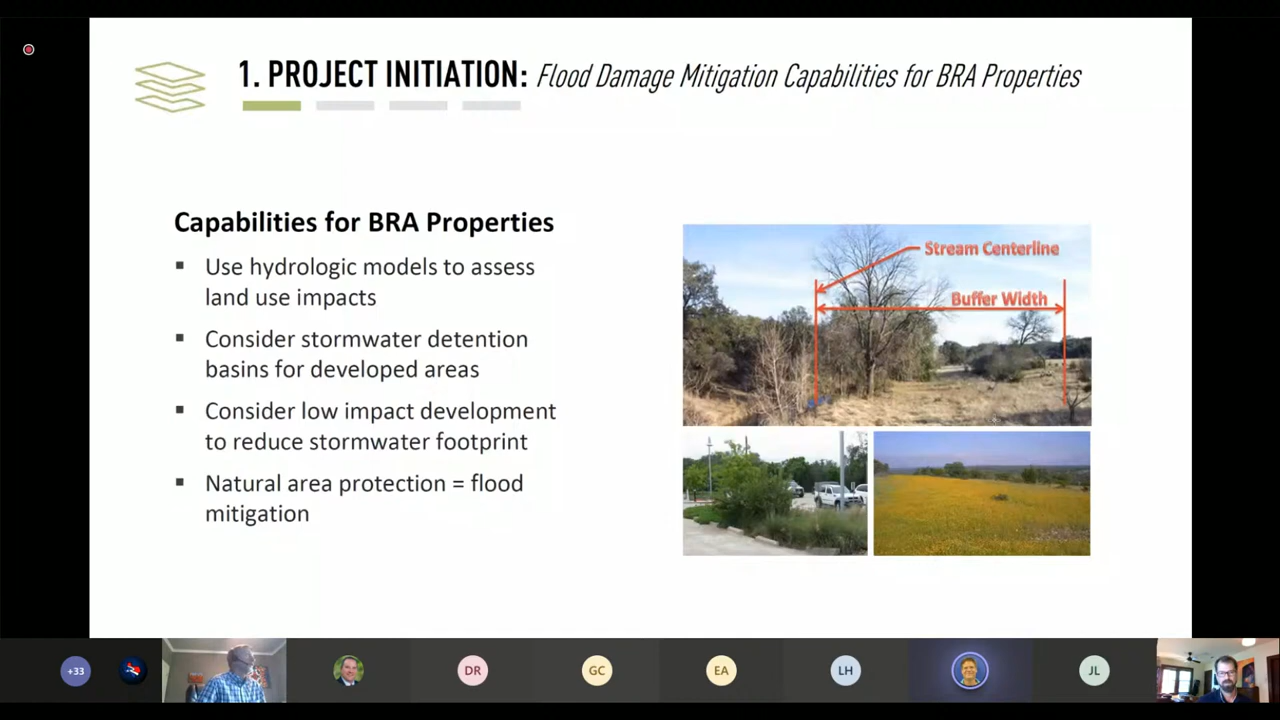 1. PROJECT INITIATION: Flood Damage Mitigation Capabilities for BRA Properties
Capabilities for BRA Properties
▪ Use hydrologic models to assess
land use impacts
▪ Consider stormwater detention
basins for developed areas
▪ Consider low impact development
to reduce stormwater footprint
▪ Natural area protection = flood
mitigation
Stream Centerline
Buffer Width
+33
DR
GC
EA
LH
JL